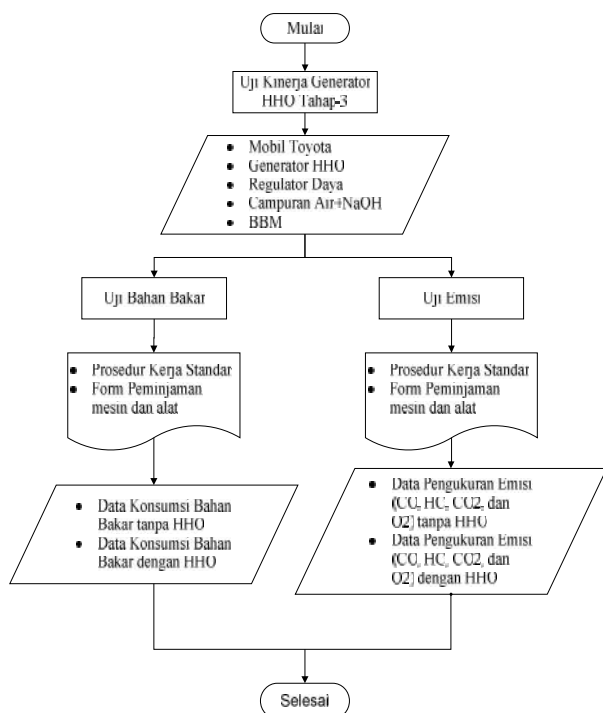 Mulai
Uji Kinerja Generator
HHO Tahap-3
• Mobil Toyota
• Generator HHO
• Regulator Daya
• Campuran Air+NaOH
• BBM
Uji Bahan Bakar
Uji Emisi
• Prosedur Kerja Standar
• Form Peminjaman
mesin dan alat
• Prosedur Kerja Standar
• Form Peminjaman
mesin dan alat
• Data Konsumsi Bahan
Bakar tanpa HHO
• Data Konsumsi Bahan
Bakar dengan HHO
• Data Pengukuran Emisi
(CO, HC, CO2, dan
O2) tanpa HHO
• Data Pengukuran Emisi
(CO, HC, CO2, dan
O2) dengan HHO
Selesai